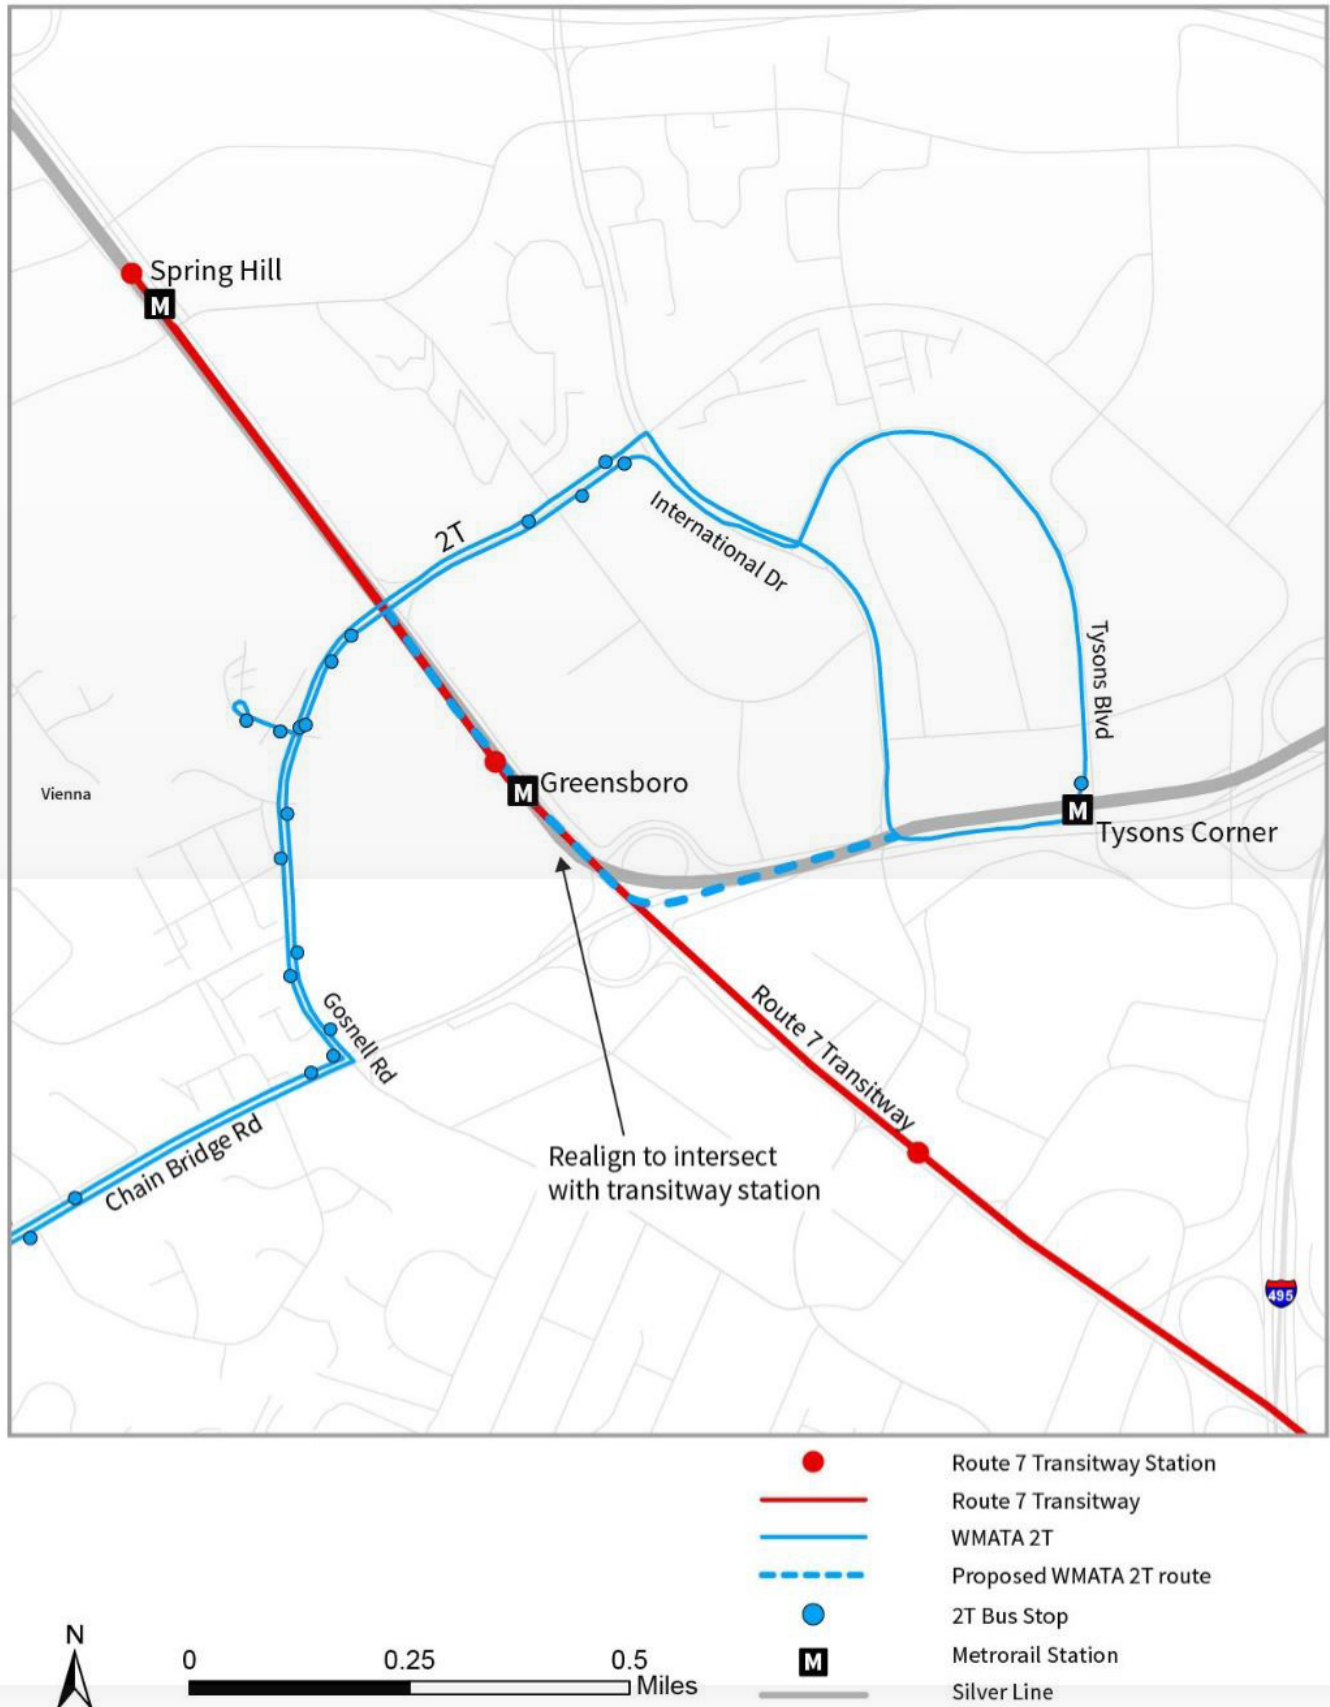 Spring Hill
M
2T
International Dr
Tysons Blvd
Greensboro
M
Vienna
M
Tysons Corner
Gosnell Rd
Route 7 Transitway
Chain Bridge Rd
Realign to intersect
with transitway station
495
Route 7 Transitway Station
Route 7 Transitway
WMATA 2T
Proposed WMATA 2T route
2T Bus Stop
M Metrorail Station
Silver Line
N
0 0.25 0.5
Miles